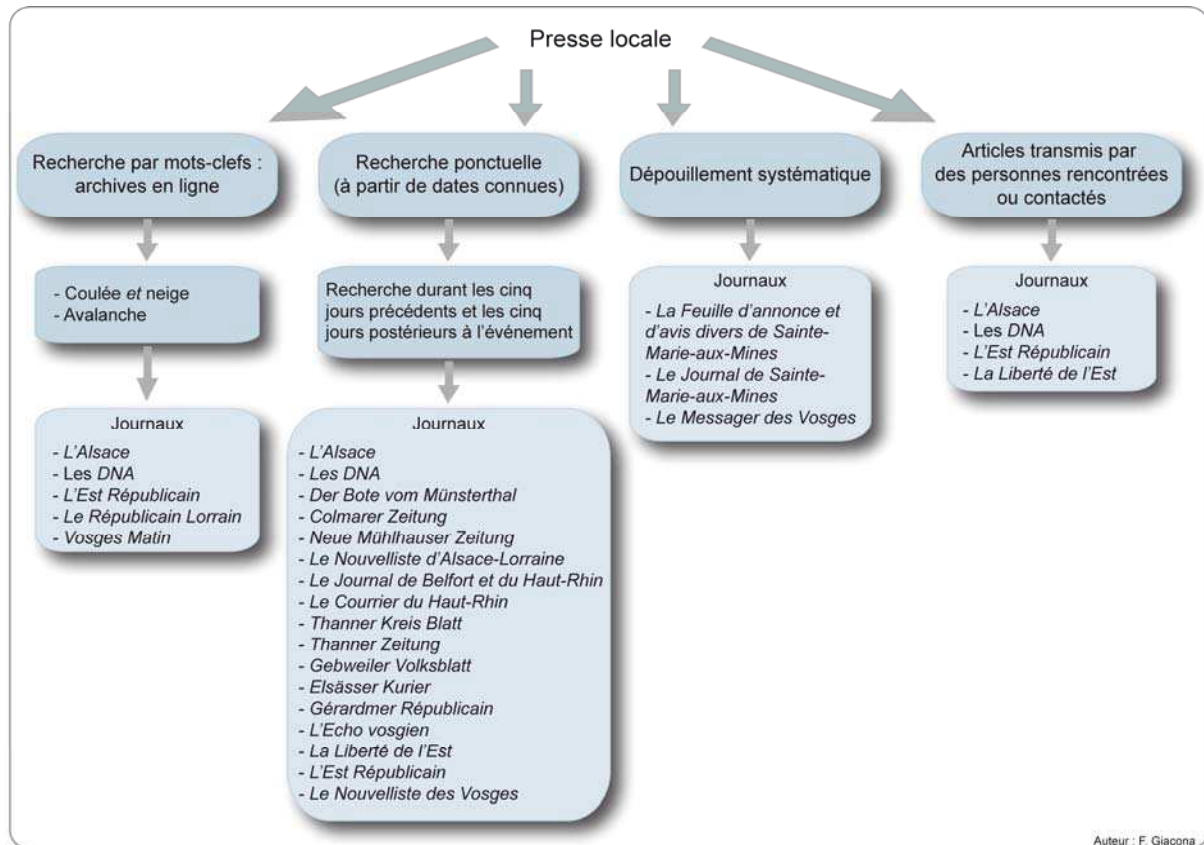 Presse locale
Recherche par mots-clefs :
archives en ligne
- Coulée et neige
- Avalanche
Journaux
- L'Alsace
- Les DNA
- L'Est Républicain
- Le Républicain Lorrain
- Vosges Matin
Recherche ponctuelle
(à partir de dates connues)
Recherche durant les cinq
jours précédents et les cinq
jours postérieurs à l'événement
Journaux
- L'Alsace
- Les DNA
- Der Bote vom Münsterthal
- Colmarer Zeitung
- Neue Mühlhauser Zeitung
- Le Nouvelliste d'Alsace-Lorraine
- Le Journal de Belfort et du Haut-Rhin
- Le Courrier du Haut-Rhin
- Thanner Kreis Blatt
- Thanner Zeitung
- Gebweiler Volksblatt
- Elsässer Kurier
- Gérardmer Républicain
- L'Echo vosgien
- La Liberté de l'Est
- L'Est Républicain
- Le Nouvelliste des Vosges
Dépouillement systématique
Journaux
- La Feuille d'annonce et
d'avis divers de Sainte-
Marie-aux-Mines
- Le Journal de Sainte-
Marie-aux-Mines
- Le Messager des Vosges
Articles transmis par
des personnes rencontrées
ou contactés
Journaux
- L'Alsace
- Les DNA
- L'Est Républicain
- La Liberté de l'Est
Auteur : F. Giacona